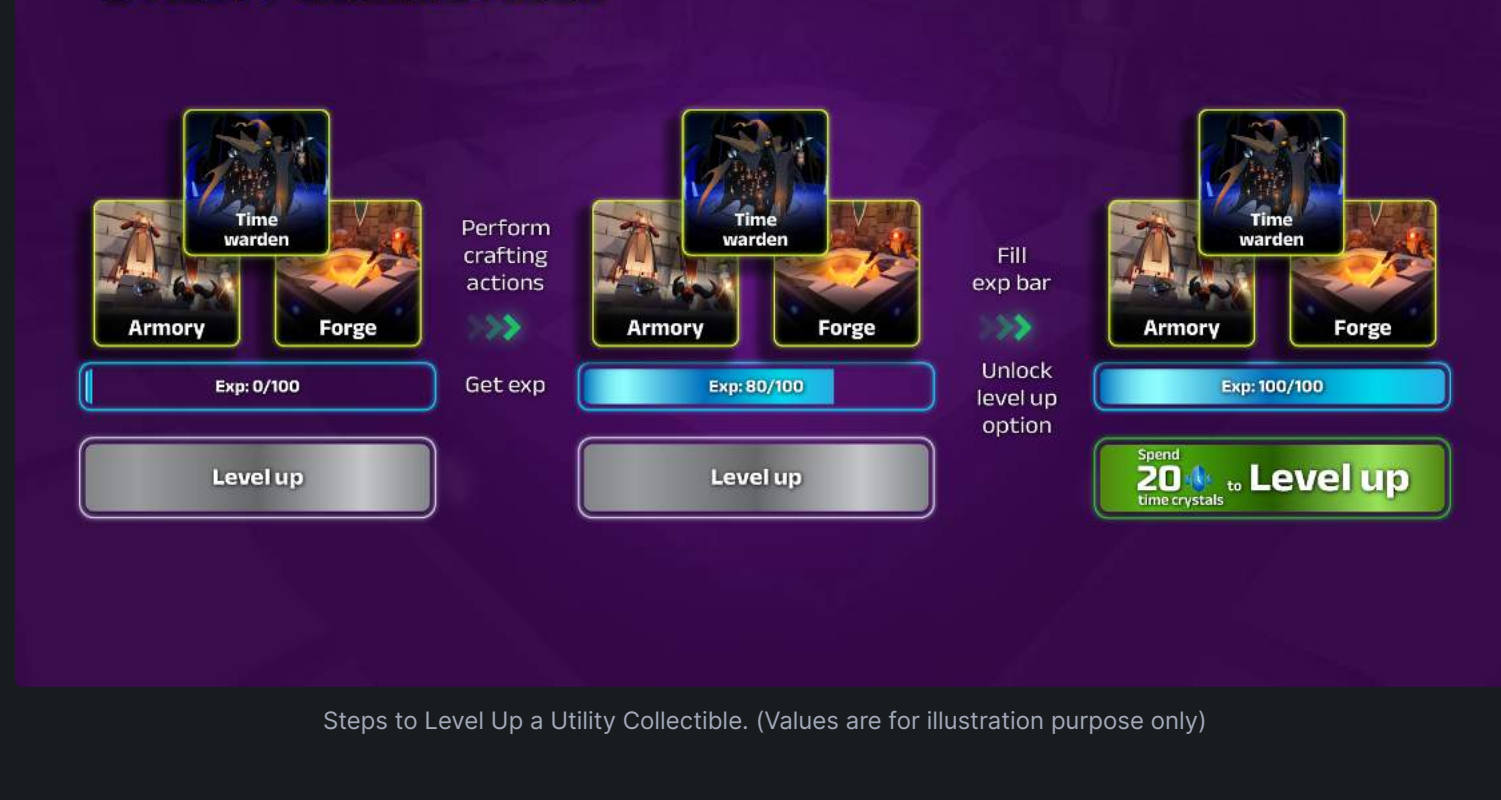 Time
warden
Armory
Forge
Exp: 0/100
Level up
Perform
crafting
actions
Get exp
Time
warden
Armory
Forge
Exp: 80/100
Level up
Fill
exp bar
Unlock
level up
option
Time
warden
Armory
Forge
Exp: 100/100
Spend
20 to Level up
time crystals
Steps to Level Up a Utility Collectible. (Values are for illustration purpose only)